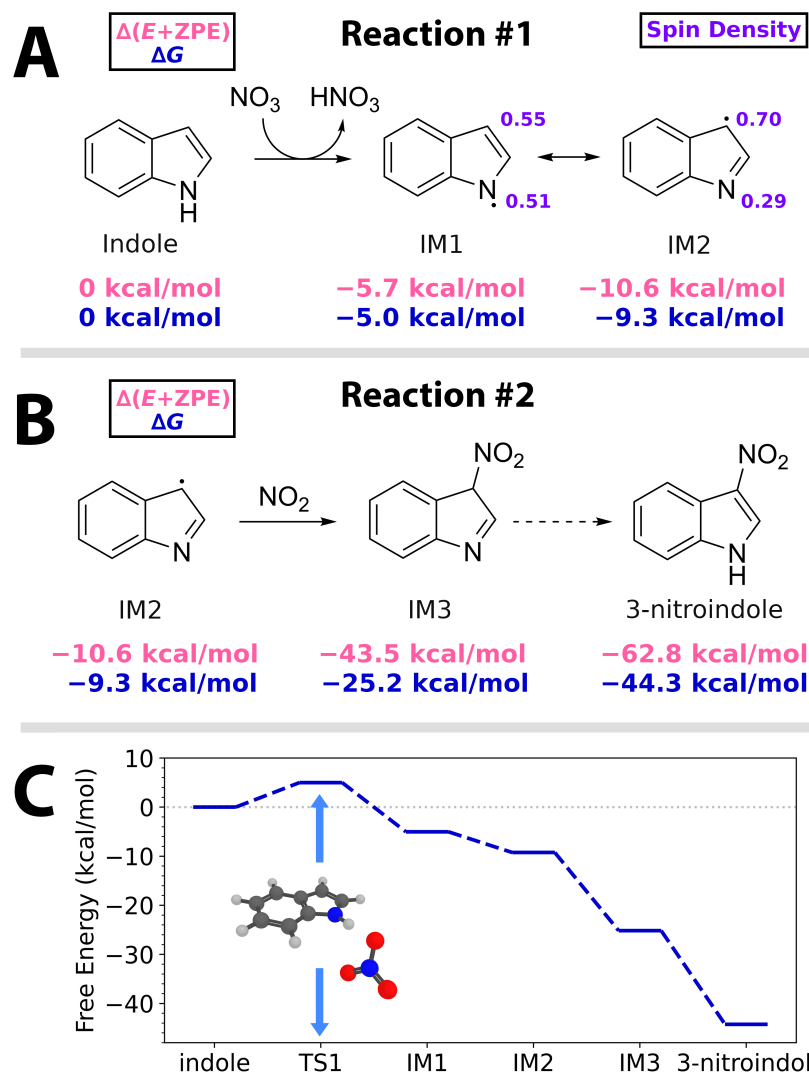 A
Δ(E+ZPE)
ΔG
Reaction #1
Spin Density
NO3 HNO3
0.55
0.70
N
H
N
0.51
N
0.29
Indole IM1 IM2
0 kcal/mol −5.7 kcal/mol −10.6 kcal/mol
0 kcal/mol −5.0 kcal/mol −9.3 kcal/mol
B
Δ(E+ZPE)
ΔG
Reaction #2
NO2
NO2
NO2
N
N
N
H
IM2 IM3 3-nitroindole
−10.6 kcal/mol −43.5 kcal/mol −62.8 kcal/mol
−9.3 kcal/mol −25.2 kcal/mol −44.3 kcal/mol
C
Free Energy (kcal/mol)
10
0
−10
−20
−30
−40
indole TS1 IM1 IM2 IM3 3-nitroindol